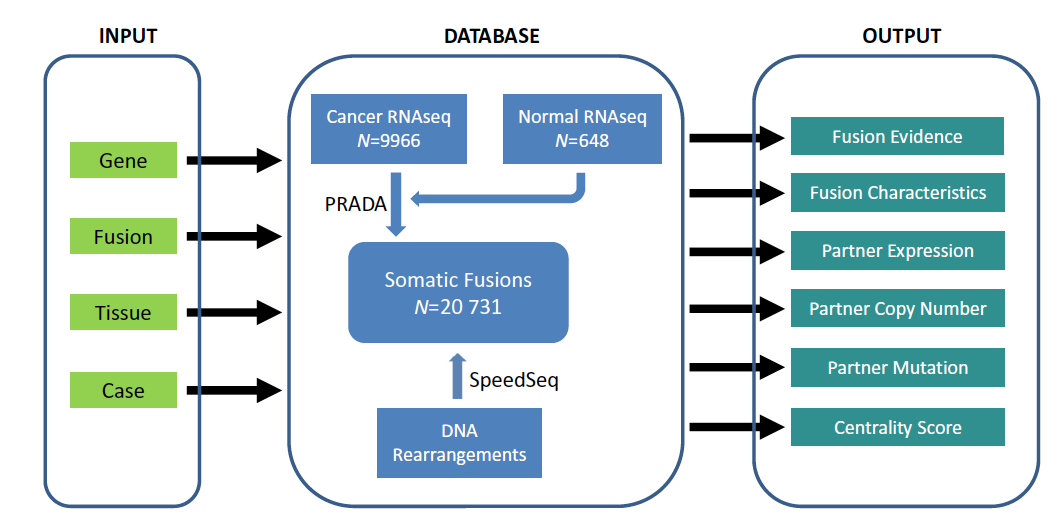 INPUT
DATABASE
OUTPUT
Gene
Fusion
Tissue
Case
Cancer RNAseq
N=9966
Normal RNAseq
N=648
PRADA
Somatic Fusions
N=20 731
SpeedSeq
DNA
Rearrangements
Fusion Evidence
Fusion Characteristics
Partner Expression
Partner Copy Number
Partner Mutation
Centrality Score